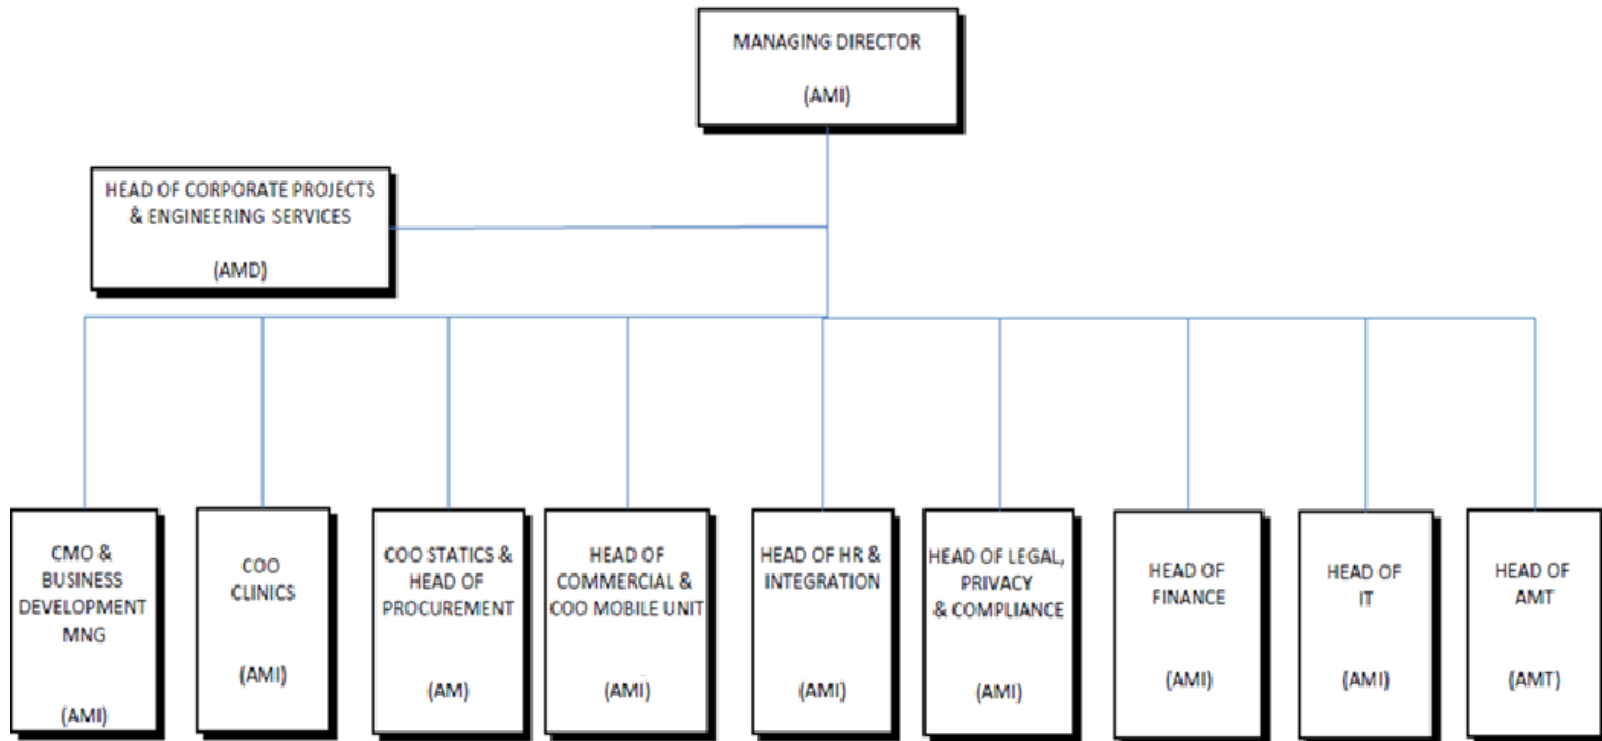 MANAGING DIRECTOR
(AMI)
HEAD OF CORPORATE PROJECTS
& ENGINEERING SERVICES
(AMD)
CMO &
BUSINESS
DEVELOPMENT
MNG
(AMI)
COO
CLINICS
(AMI)
COO STATICS &
HEAD OF
PROCUREMENT
(AM)
HEAD OF
COMMERCIAL &
COO MOBILE UNIT
(AMI)
HEAD OF HR &
INTEGRATION
(AMI)
HEAD OF LEGAL,
PRIVACY
& COMPLIANCE
(AMI)
HEAD OF
FINANCE
(AMI)
HEAD OF
IT
(AMI)
HEAD OF
AMT
(AMT)